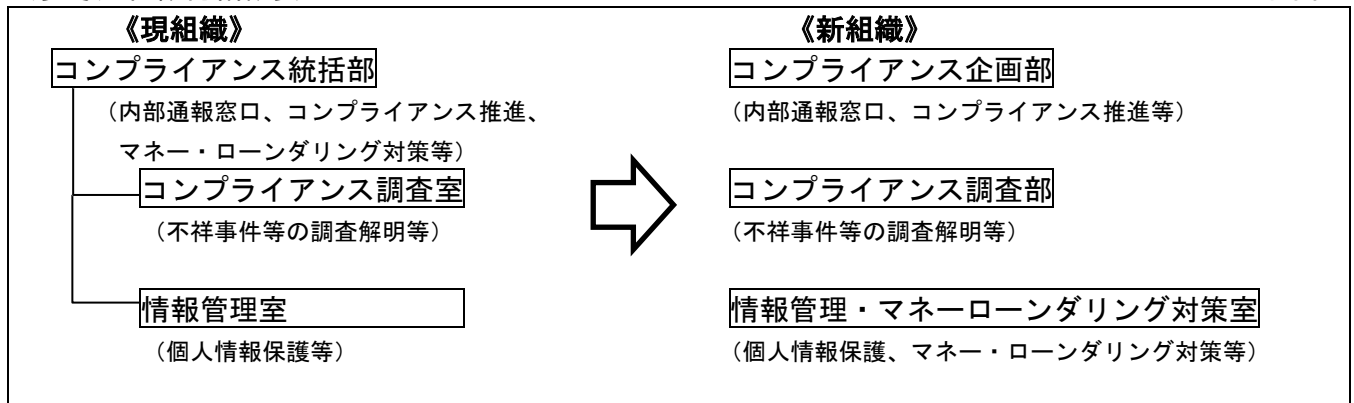 《現組織》
コンプライアンス統括部
（内部通報窓口、コンプライアンス推進、
マネー・ローンダリング対策等）
コンプライアンス調査室
（不祥事件等の調査解明等）
情報管理室
（個人情報保護等）
《新組織》
コンプライアンス企画部
（内部通報窓口、コンプライアンス推進等）
コンプライアンス調査部
（不祥事件等の調査解明等）
情報管理・マネーローンダリング対策室
（個人情報保護、マネー・ローンダリング対策等）